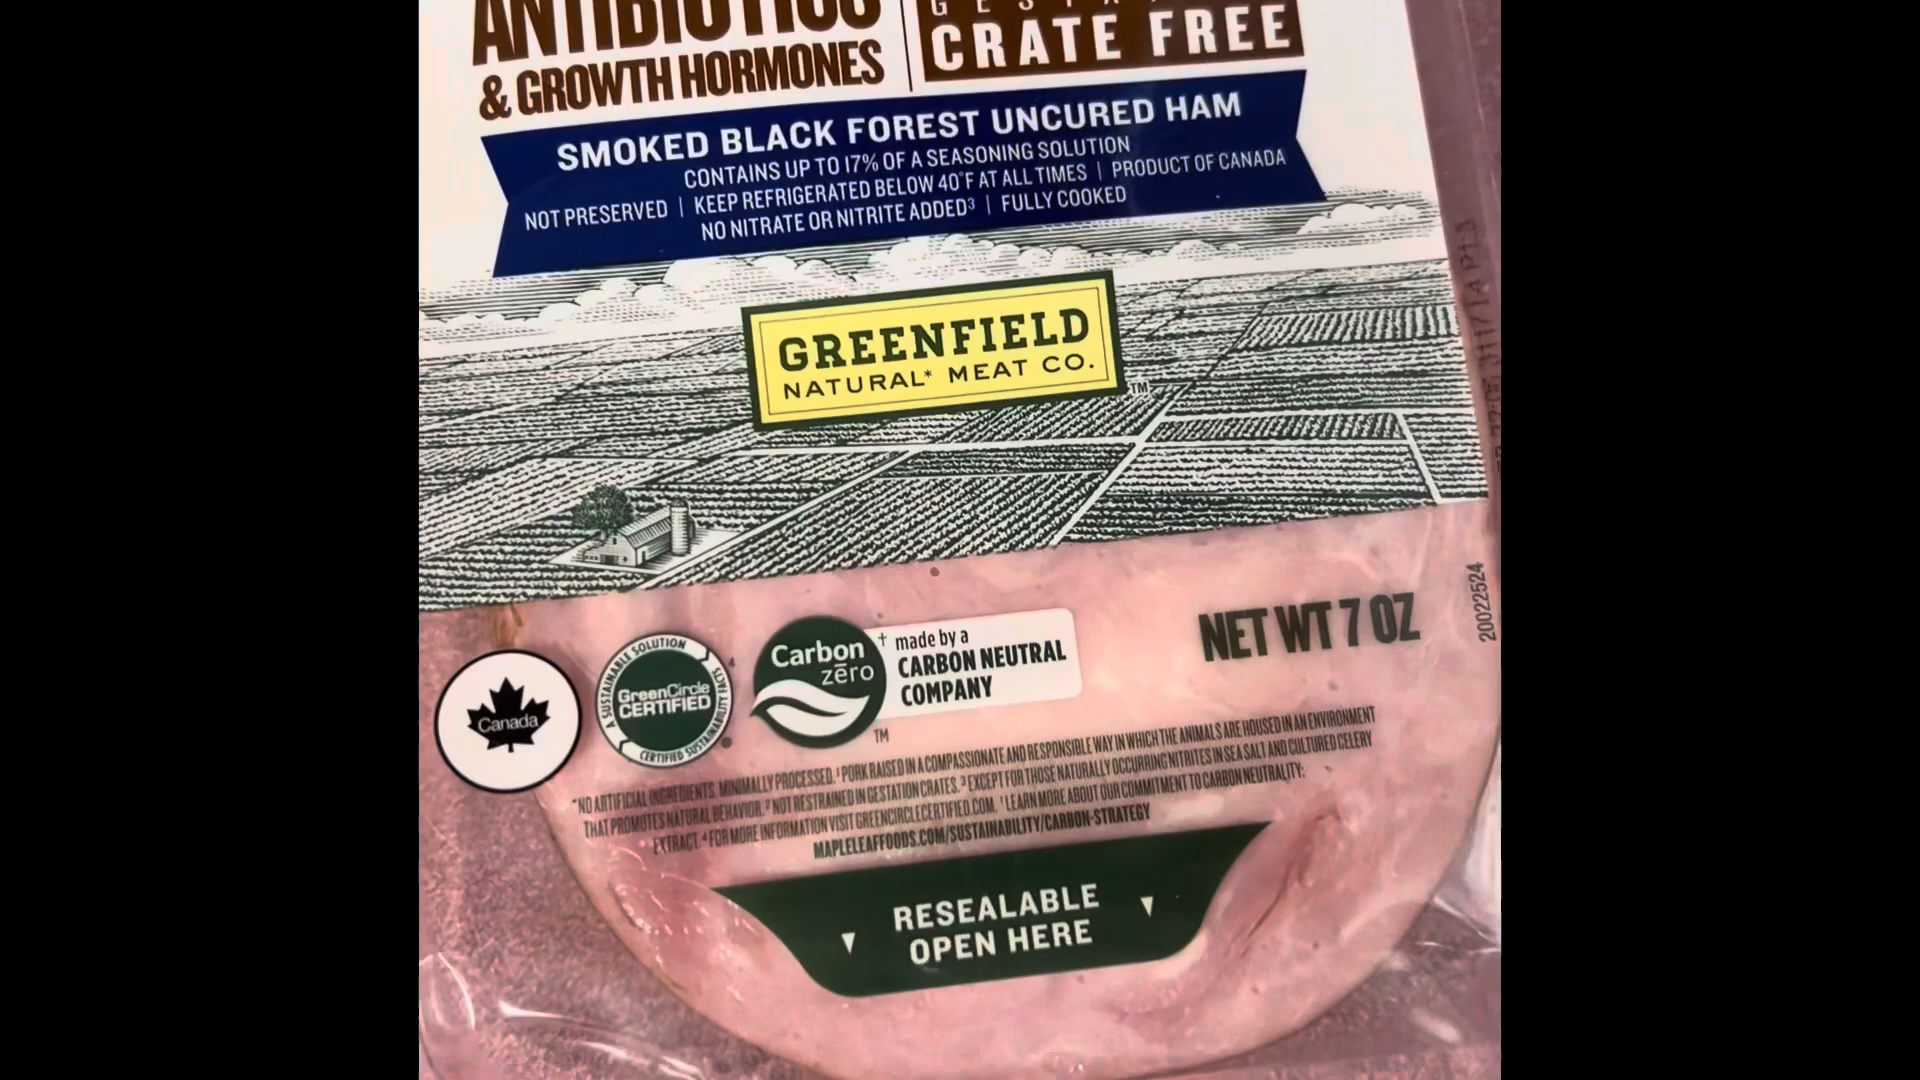 ANTIBIOTICS
& GROWTH HORMONES
CRATE FREE
SMOKED BLACK FOREST UNCURED HAM
CONTAINS UP TO 17% OF A SEASONING SOLUTION
NOT PRESERVED | KEEP REFRIGERATED BELOW 40°F AT ALL TIMES | PRODUCT OF CANADA
NO NITRATE OR NITRITE ADDED³ | FULLY COOKED
GREENFIELD
NATURAL* MEAT CO.
TM
NET WT 7 OZ
20022524
Canada
A SUSTAINABLE SOLUTION
GreenCircle
CERTIFIED
4
Carbon
zērо
†
TM
made by a
CARBON NEUTRAL
COMPANY
*NO ARTIFICIAL INGREDIENTS. MINIMALLY PROCESSED. ¹ PORK RAISED IN A COMPASSIONATE AND RESPONSIBLE WAY IN WHICH THE ANIMALS ARE HOUSED IN AN ENVIRONMENT
THAT PROMOTES NATURAL BEHAVIOR. ² NOT RESTRAINED IN GESTATION CRATES. ³ EXCEPT FOR THOSE NATURALLY OCCURRING NITRITES IN SEA SALT AND CULTURED CELERY
EXTRACT. ⁴ FOR MORE INFORMATION VISIT GREENCIRCLECERTIFIED.COM. † LEARN MORE ABOUT OUR COMMITMENT TO CARBON NEUTRALITY:
MAPLELEAFFOODS.COM/SUSTAINABILITY/CARBON-STRATEGY
RESEALABLE
OPEN HERE